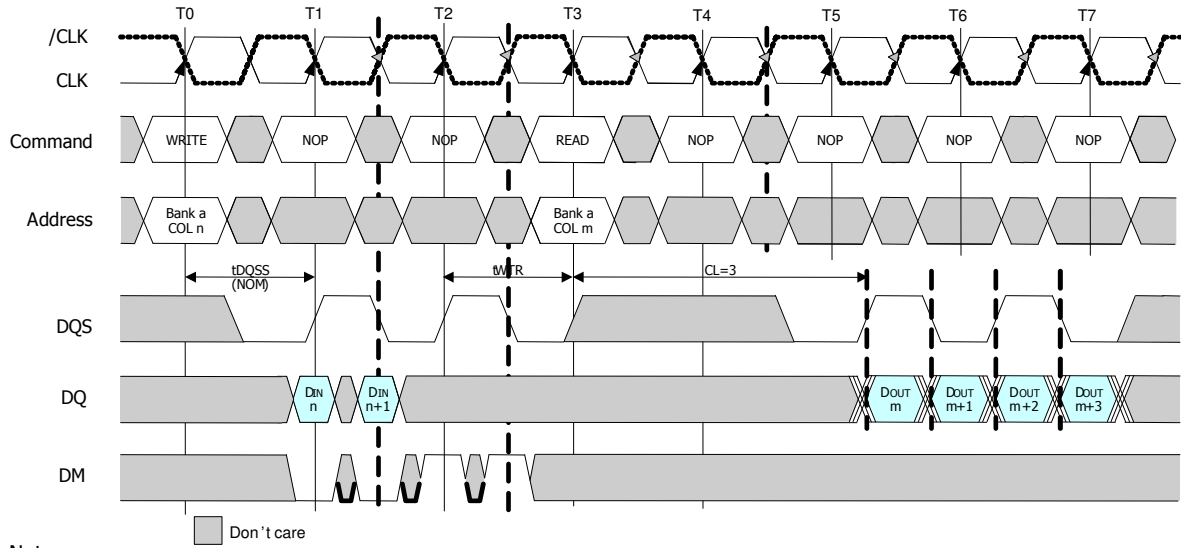 T0 T1 T2 T3 T4 T5 T6 T7
/CLK
CLK
Command WRITE NOP NOP READ NOP NOP NOP NOP
Address Bank a COL n Bank a COL m
tDQSS
(NOM)
tWTR
CL=3
DQS
DQ DIN n DIN n+1 DOUT m DOUT m+1 DOUT m+2 DOUT m+3
DM
Don't care